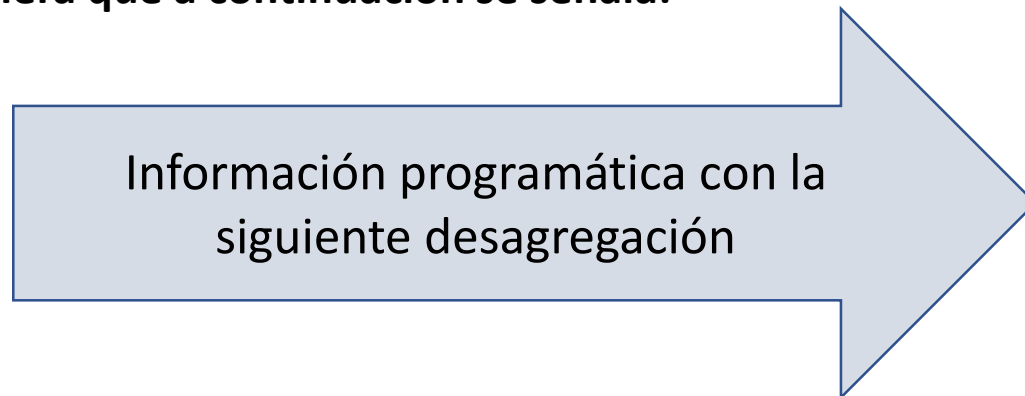 que a continuación se señala:
Información programática con la
siguiente desagregación